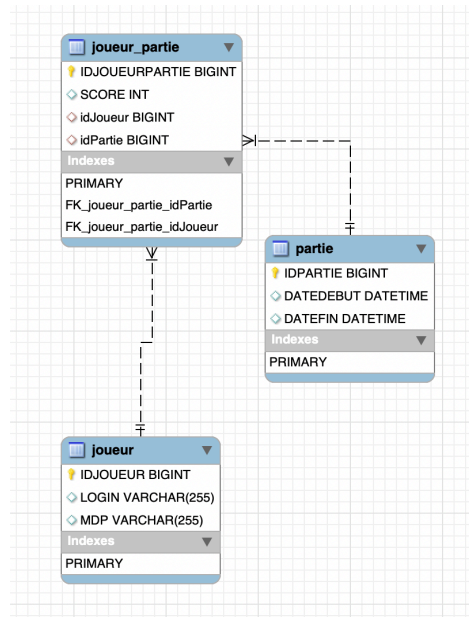 joueur_partie
IDJOUEURPARTIE BIGINT
SCORE INT
idJoueur BIGINT
idPartie BIGINT
Indexes
PRIMARY
FK_joueur_partie_idPartie
FK_joueur_partie_idJoueur
partie
IDPARTIE BIGINT
DATEDEBUT DATETIME
DATEFIN DATETIME
Indexes
PRIMARY
joueur
IDJOUEUR BIGINT
LOGIN VARCHAR(255)
MDP VARCHAR(255)
Indexes
PRIMARY